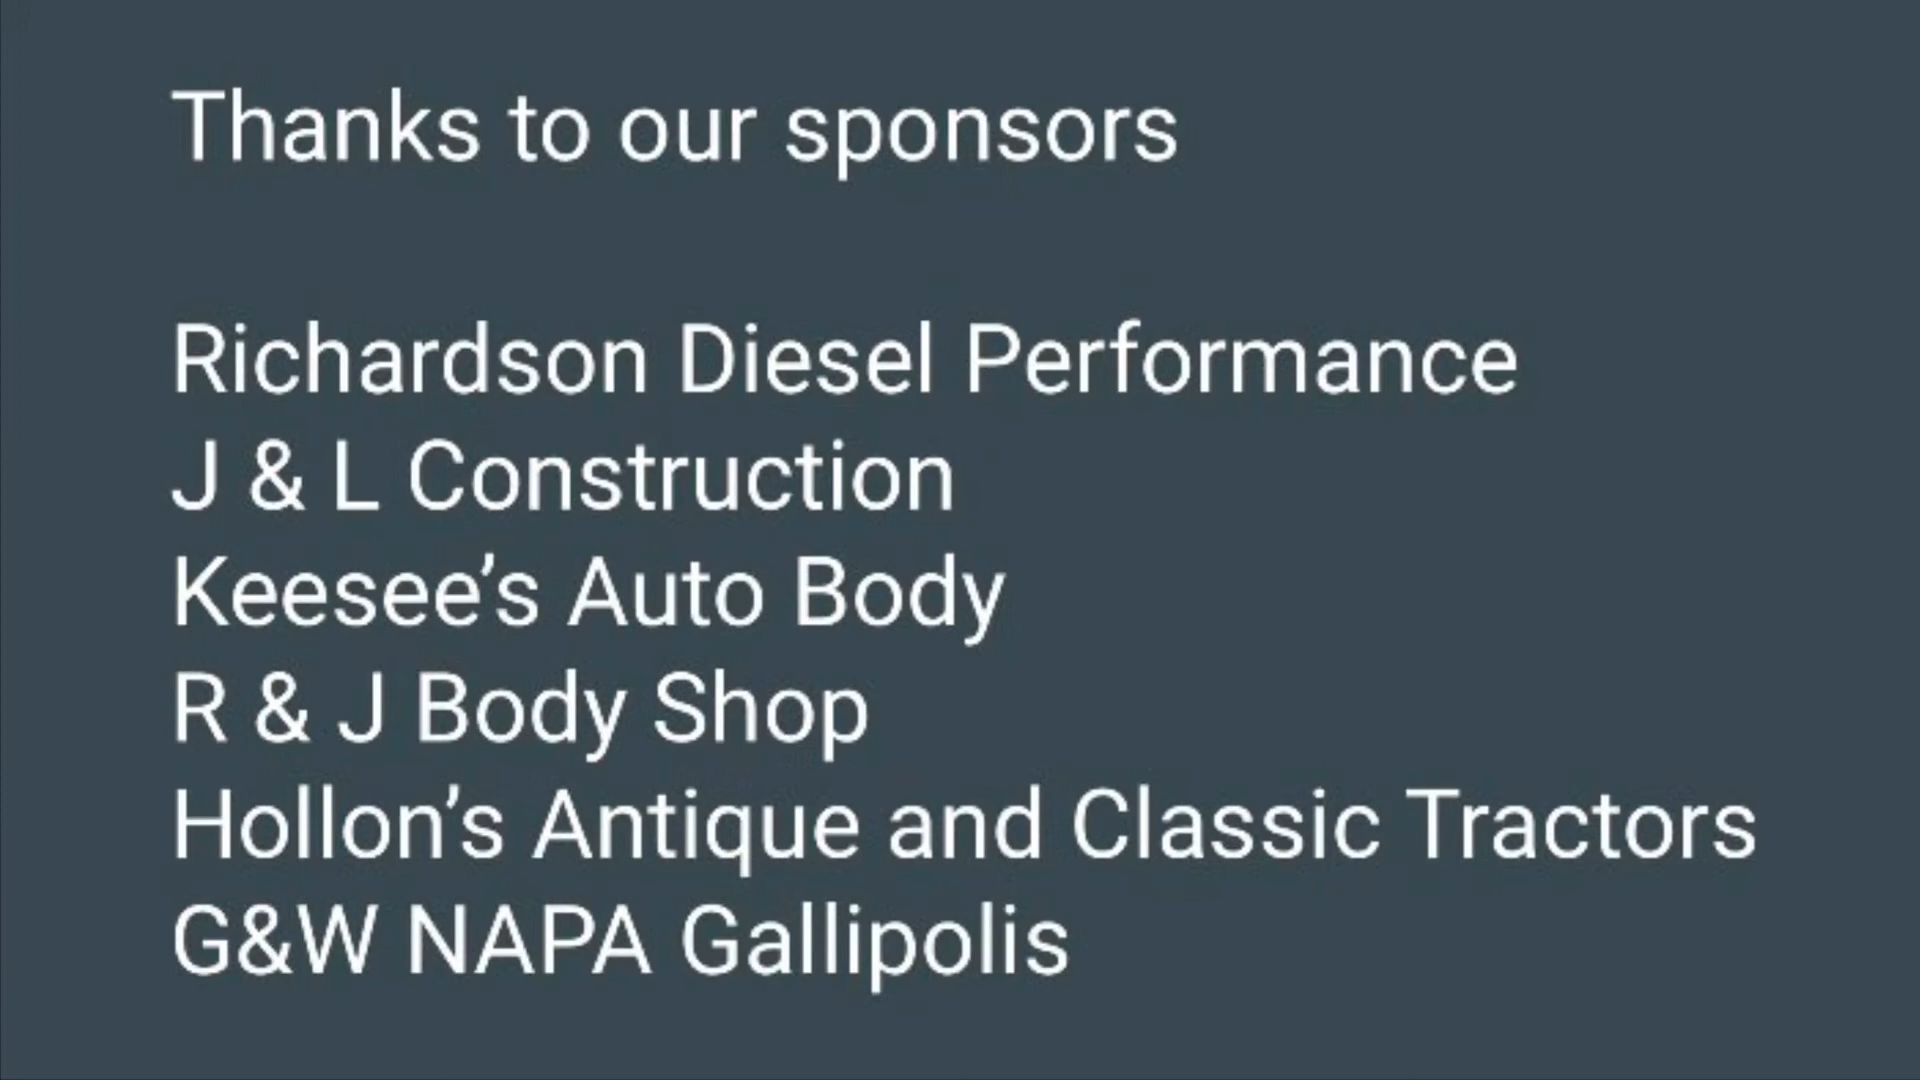 Thanks to our sponsors
Richardson Diesel Performance
J & L Construction
Keesee’s Auto Body
R & J Body Shop
Hollon’s Antique and Classic Tractors
G&W NAPA Gallipolis